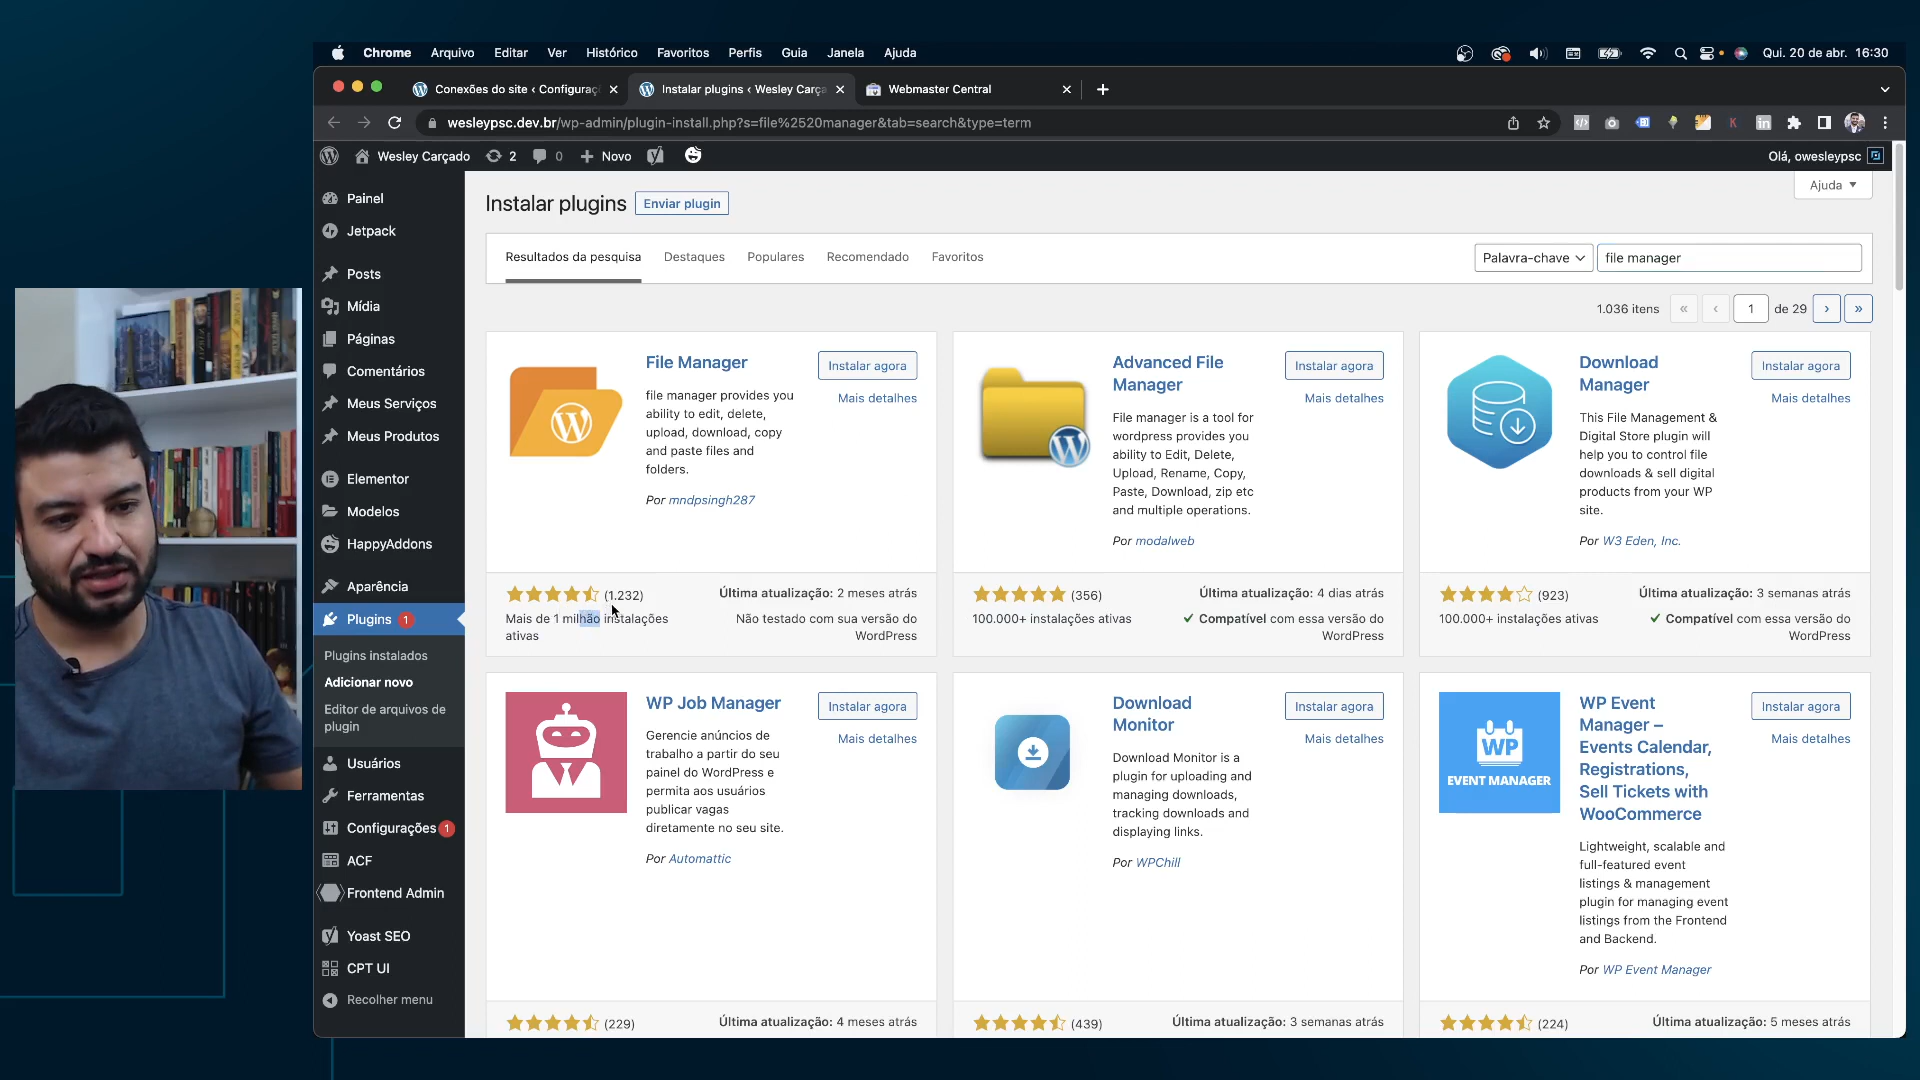 Chrome Arquivo Editar Ver Histórico Favoritos Perfis Guia Janela Ajuda
Qui. 20 de abr. 16:30
Conexões do site ‹ Configuraç
Instalar plugins ‹ Wesley Carça
Webmaster Central
wesleypsc.dev.br/wp-admin/plugin-install.php?s=file%2520manager&tab=search&type=term
Wesley Carçado 2 0 Novo
Olá, owesleypsc
Ajuda
Painel
Jetpack
Posts
Mídia
Páginas
Comentários
Meus Serviços
Meus Produtos
Elementor
Modelos
HappyAddons
Aparência
Plugins 1
Plugins instalados
Adicionar novo
Editor de arquivos de
plugin
Usuários
Ferramentas
Configurações 1
ACF
Frontend Admin
Yoast SEO
CPT UI
Recolher menu
Instalar plugins Enviar plugin
Resultados da pesquisa Destaques Populares Recomendado Favoritos
Palavra-chave file manager
1.036 itens « ‹ 1 de 29 › »
File Manager
Instalar agora
Mais detalhes
file manager provides you
ability to edit, delete,
upload, download, copy
and paste files and
folders.
Por mndpsingh287
(1.232)
Mais de 1 milhão instalações
ativas
Última atualização: 2 meses atrás
Não testado com sua versão do
WordPress
Advanced File
Manager
Instalar agora
Mais detalhes
File manager is a tool for
wordpress provides you
ability to Edit, Delete,
Upload, Rename, Copy,
Paste, Download, zip etc
and multiple operations.
Por modalweb
(356)
100.000+ instalações ativas
Última atualização: 4 dias atrás
✓ Compatível com essa versão do
WordPress
Download
Manager
Instalar agora
Mais detalhes
This File Management &
Digital Store plugin will
help you to control file
downloads & sell digital
products from your WP
site.
Por W3 Eden, Inc.
(923)
100.000+ instalações ativas
Última atualização: 3 semanas atrás
✓ Compatível com essa versão do
WordPress
WP Job Manager
Instalar agora
Mais detalhes
Gerencie anúncios de
trabalho a partir do seu
painel do WordPress e
permita aos usuários
publicar vagas
diretamente no seu site.
Por Automattic
(229)
Última atualização: 4 meses atrás
Download
Monitor
Instalar agora
Mais detalhes
Download Monitor is a
plugin for uploading and
managing downloads,
tracking downloads and
displaying links.
Por WPChill
(439)
Última atualização: 3 semanas atrás
WP
EVENT MANAGER
WP Event
Manager –
Events Calendar,
Registrations,
Sell Tickets with
WooCommerce
Instalar agora
Mais detalhes
Lightweight, scalable and
full-featured event
listings & management
plugin for managing event
listings from the Frontend
and Backend.
Por WP Event Manager
(224)
Última atualização: 5 meses atrás